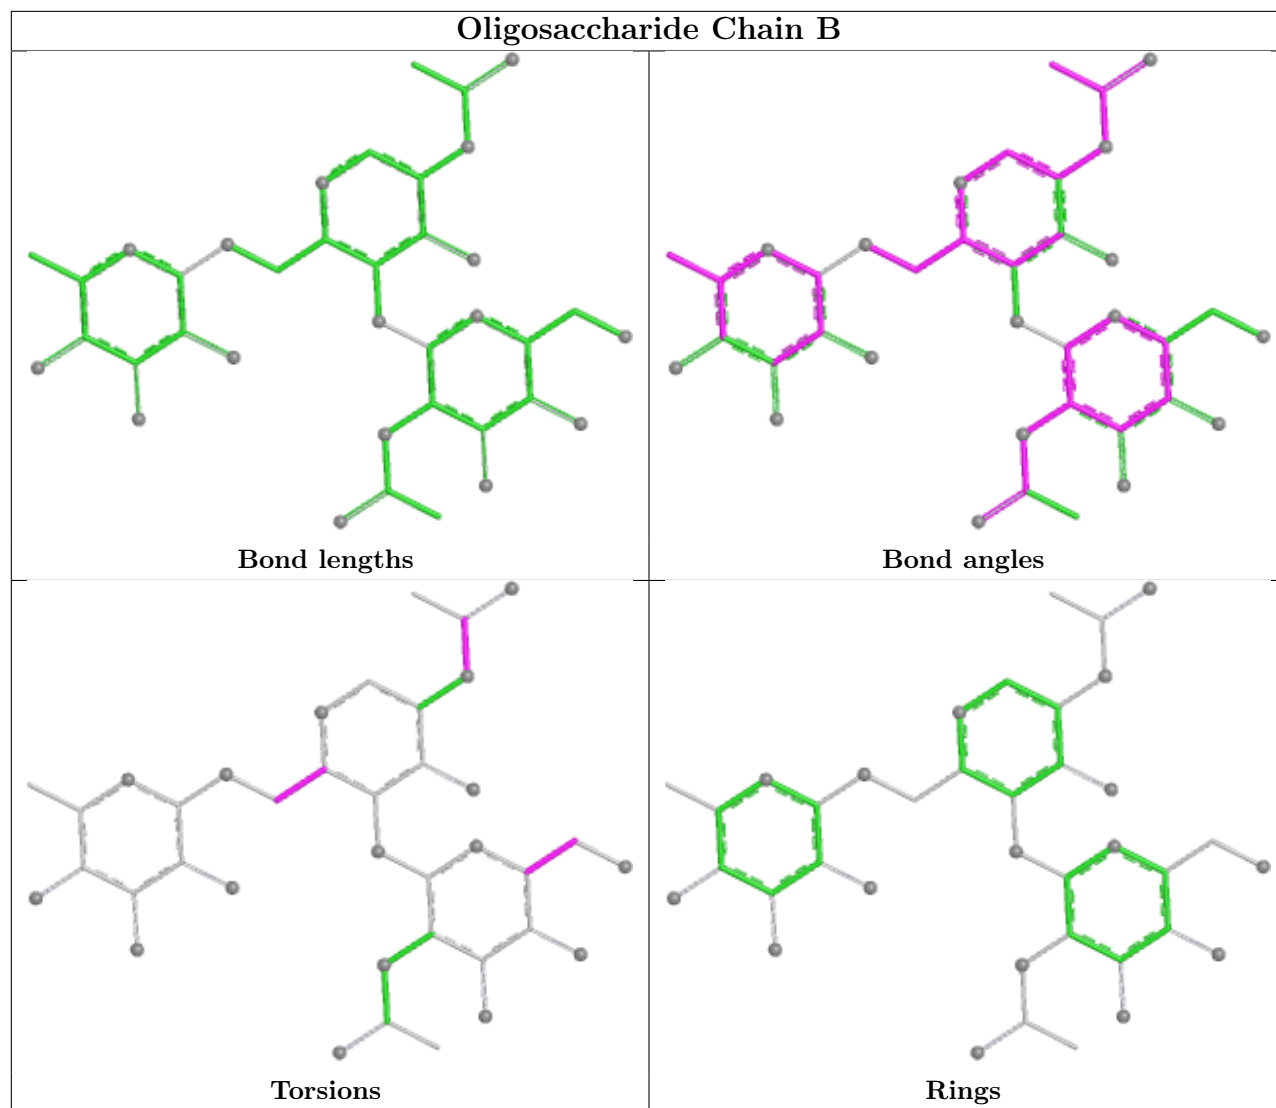 Oligosaccharide Chain B
Bond lengths
Bond angles
Torsions
Rings